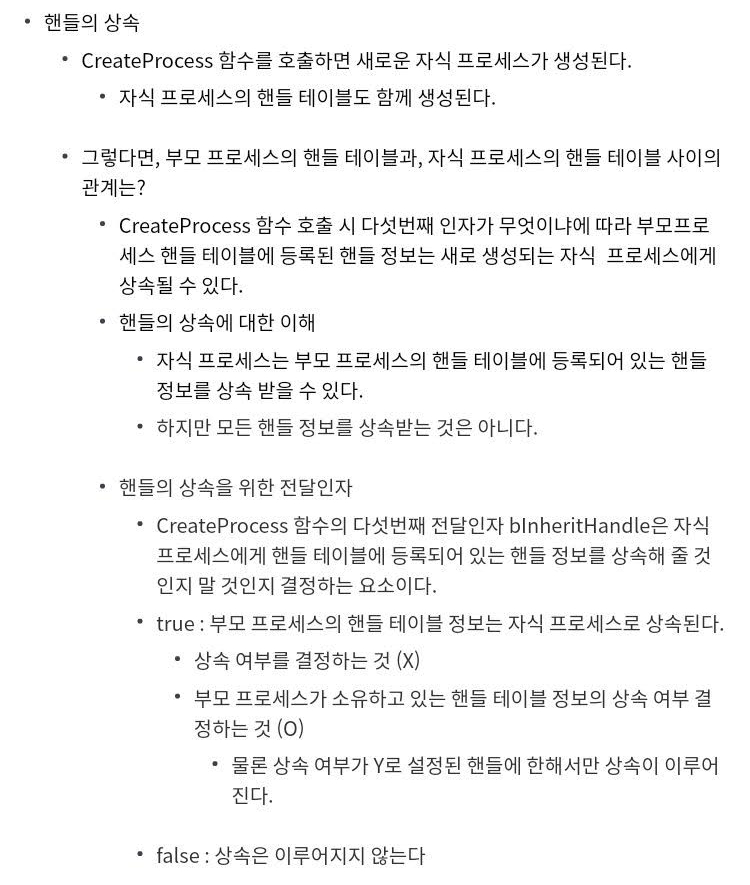 • 핸들의 상속
• CreateProcess 함수를 호출하면 새로운 자식 프로세스가 생성된다.
• 자식 프로세스의 핸들 테이블도 함께 생성된다.
• 그렇다면, 부모 프로세스의 핸들 테이블과, 자식 프로세스의 핸들 테이블 사이의
관계는?
• CreateProcess 함수 호출 시 다섯번째 인자가 무엇이냐에 따라 부모프로
세스 핸들 테이블에 등록된 핸들 정보는 새로 생성되는 자식 프로세스에게
상속될 수 있다.
• 핸들의 상속에 대한 이해
• 자식 프로세스는 부모 프로세스의 핸들 테이블에 등록되어 있는 핸들
정보를 상속 받을 수 있다.
• 하지만 모든 핸들 정보를 상속받는 것은 아니다.
• 핸들의 상속을 위한 전달인자
• CreateProcess 함수의 다섯번째 전달인자 bInheritHandle은 자식
프로세스에게 핸들 테이블에 등록되어 있는 핸들 정보를 상속해 줄 것
인지 말 것인지 결정하는 요소이다.
• true : 부모 프로세스의 핸들 테이블 정보는 자식 프로세스로 상속된다.
• 상속 여부를 결정하는 것 (X)
• 부모 프로세스가 소유하고 있는 핸들 테이블 정보의 상속 여부 결
정하는 것 (O)
• 물론 상속 여부가 Y로 설정된 핸들에 한해서만 상속이 이루어
진다.
• false : 상속은 이루어지지 않는다